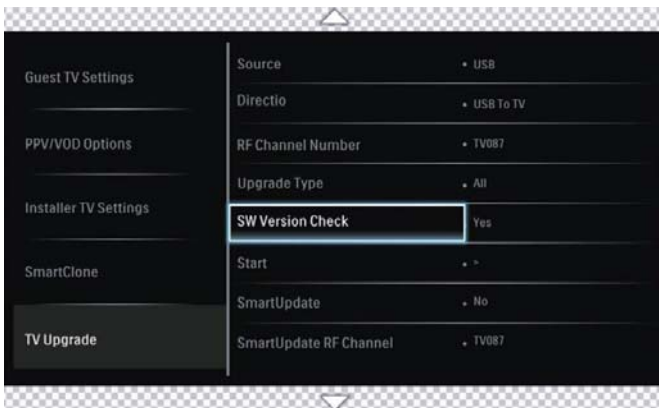 Guest TV Settings
PPV/VOD Options
Installer TV Settings
SmartClone
TV Upgrade
Source • USB
Directio • USB To TV
RF Channel Number • TV087
Upgrade Type • All
SW Version Check Yes
Start • >
SmartUpdate • No
SmartUpdate RF Channel • TV087